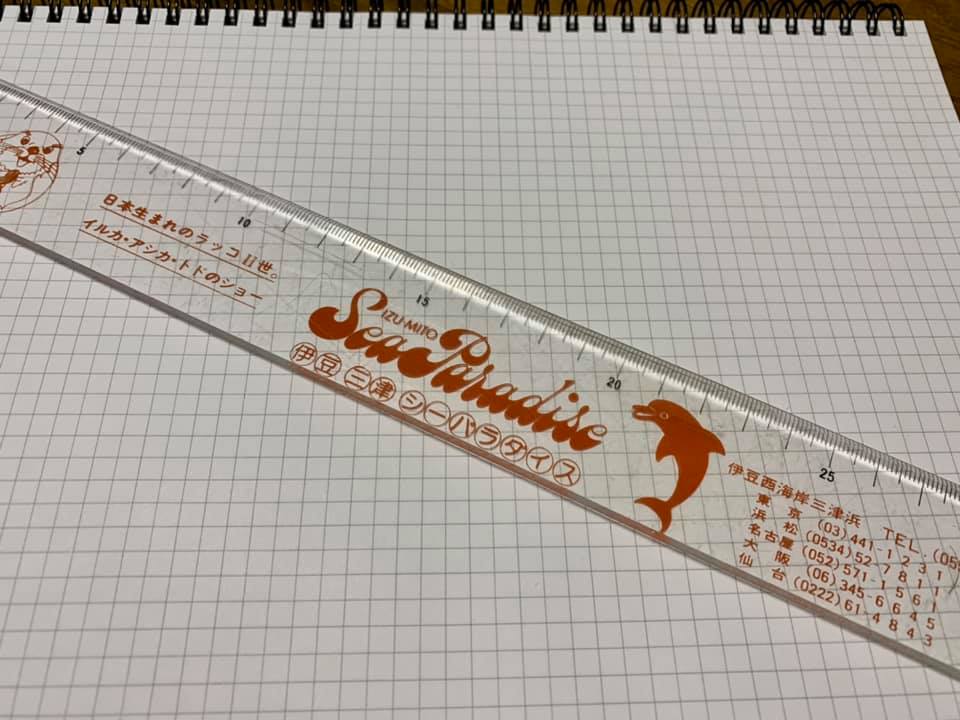 5
10
15
20
25
日本生まれのラッコⅡ世。
イルカ・アシカ・トドのショー
IZU・MITO
Sea Paradise
伊豆 三津 シーパラダイス
伊豆西海岸三津浜 TEL.(055
東京 (03)441-1231
浜松 (0534)52-7811
名古屋 (052)571-1561
大阪 (06)345-6645
仙台 (0222)61-4843